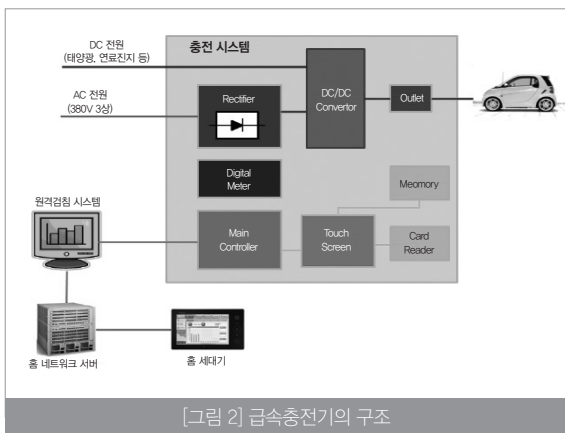 DC 전원
(태양광, 연료진지 등)
충전 시스템
AC 전원
(380V 3상)
Rectifier
DC/DC
Convertor
Outlet
Digital
Meter
Meomory
원격검침 시스템
Main
Controller
Touch
Screen
Card
Reader
홈 네트워크 서버
홈 세대기
[그림 2] 급속충전기의 구조